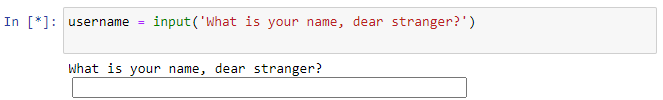 In [*]: username = input('What is your name, dear stranger?')
What is your name, dear stranger?